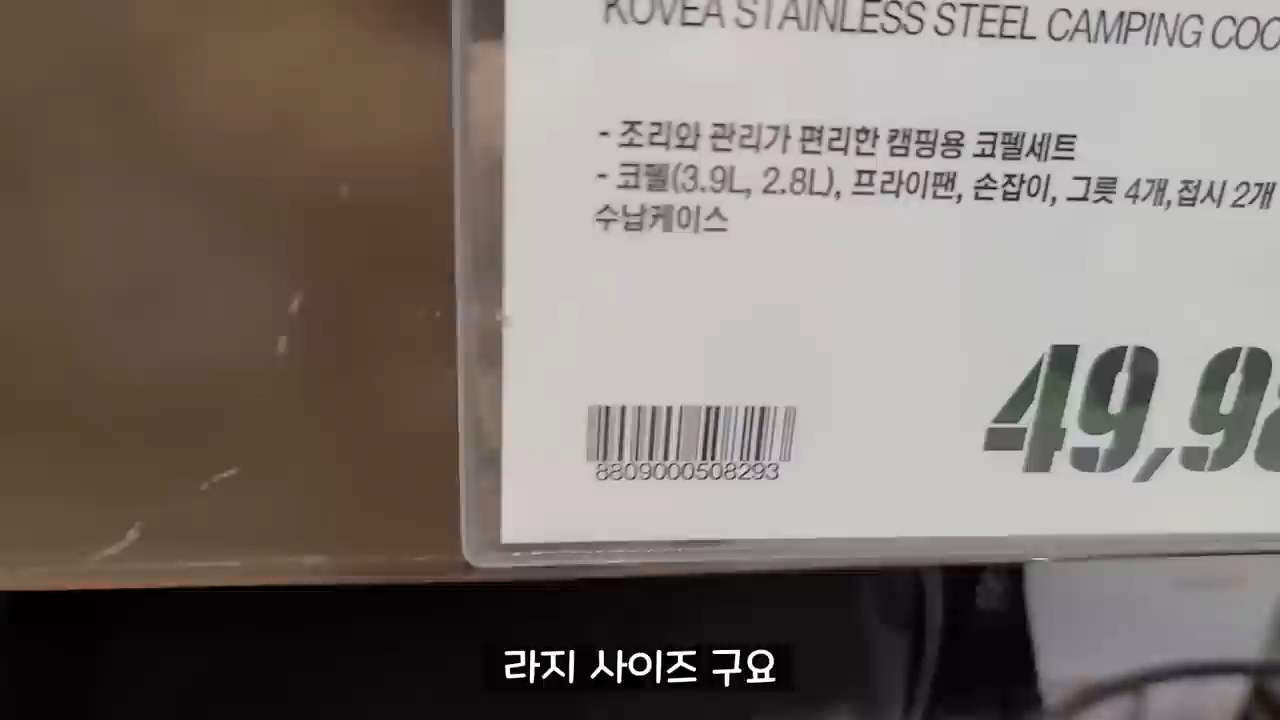 KOVEA STAINLESS STEEL CAMPING COO
- 조리와 관리가 편리한 캠핑용 코펠세트
- 코펠(3.9L, 2.8L), 프라이팬, 손잡이, 그릇 4개,접시 2개
수납케이스
49,98
8809000508293
라지 사이즈 구요